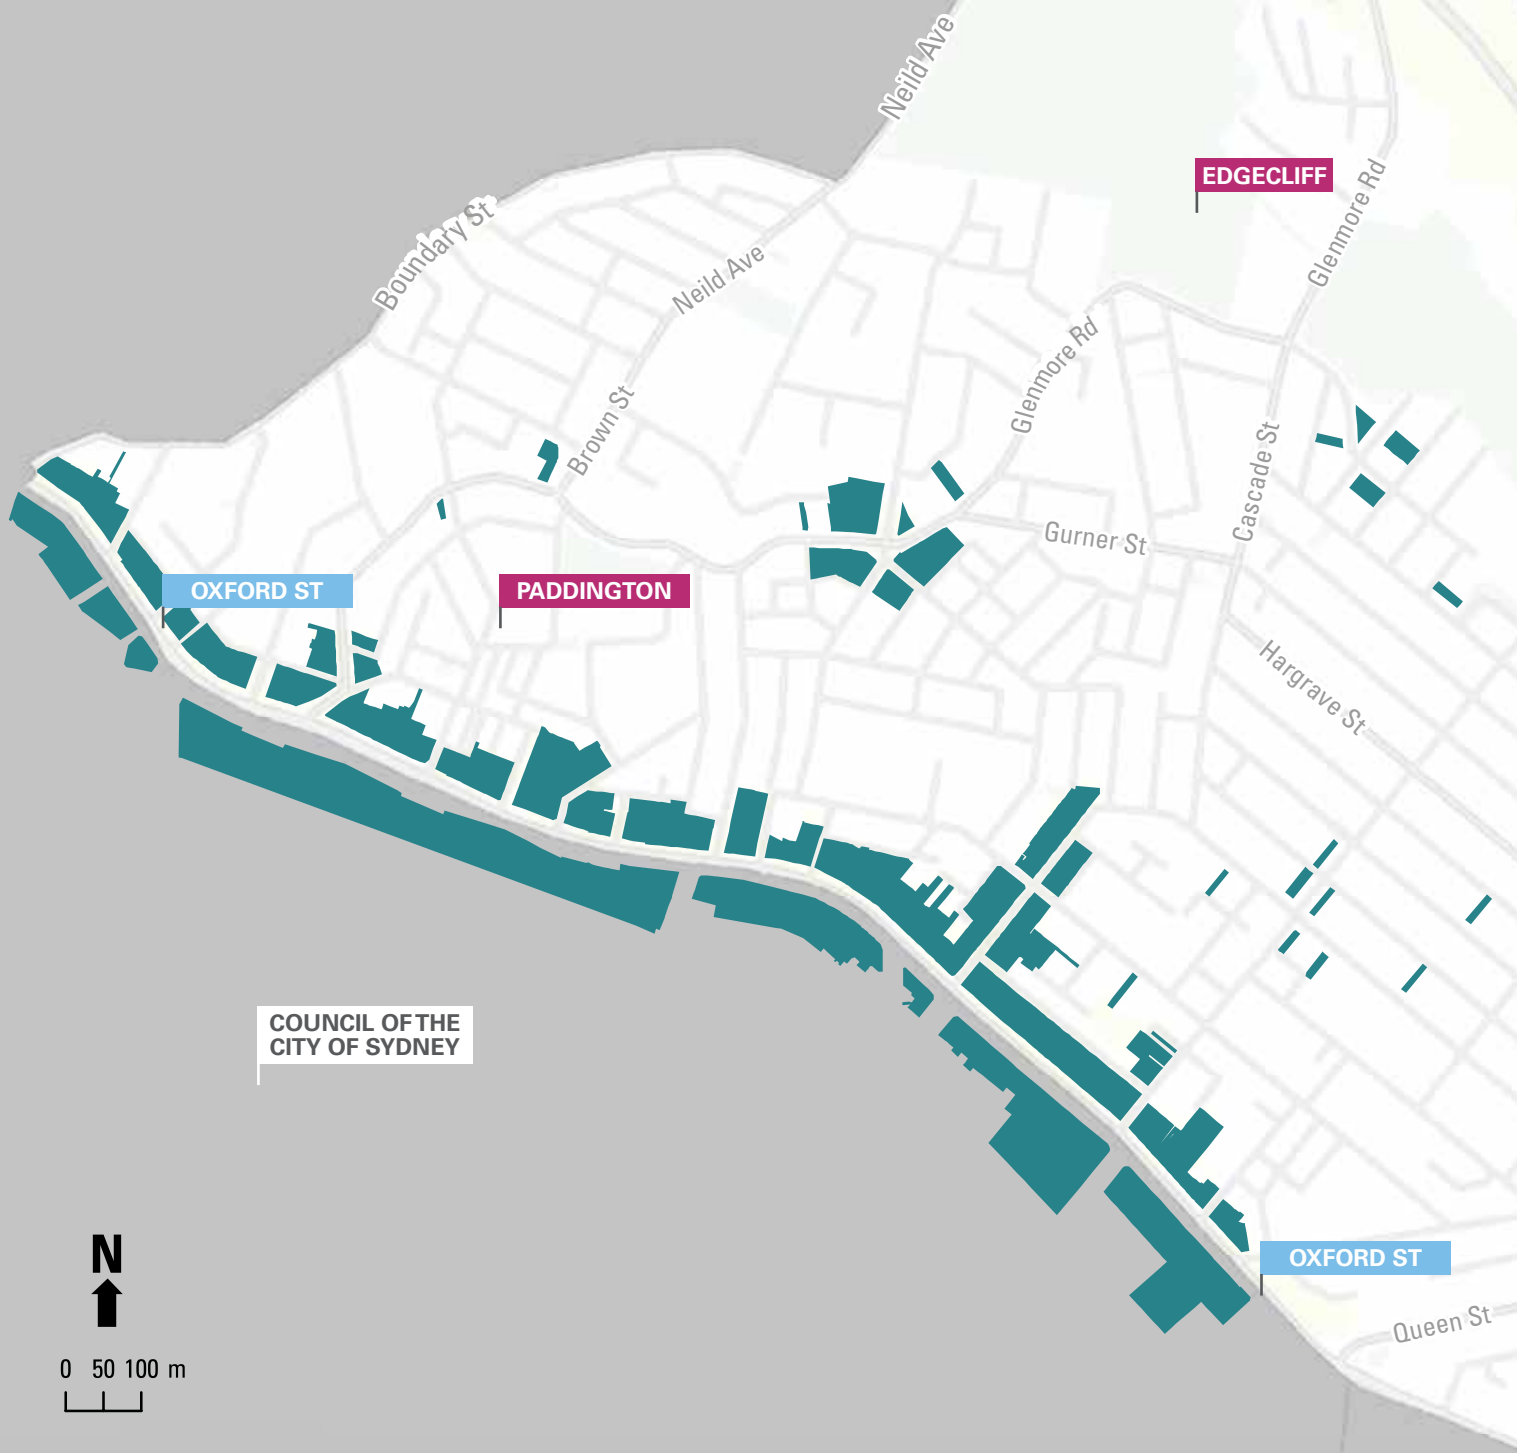 Neild Ave
EDGECLIFF
Glenmore Rd
Boundary St
Neild Ave
Glenmore Rd
Brown St
Cascade St
Gurner St
OXFORD ST
PADDINGTON
Hargrave St
COUNCIL OF THE
CITY OF SYDNEY
N
OXFORD ST
Queen St
0 50 100 m